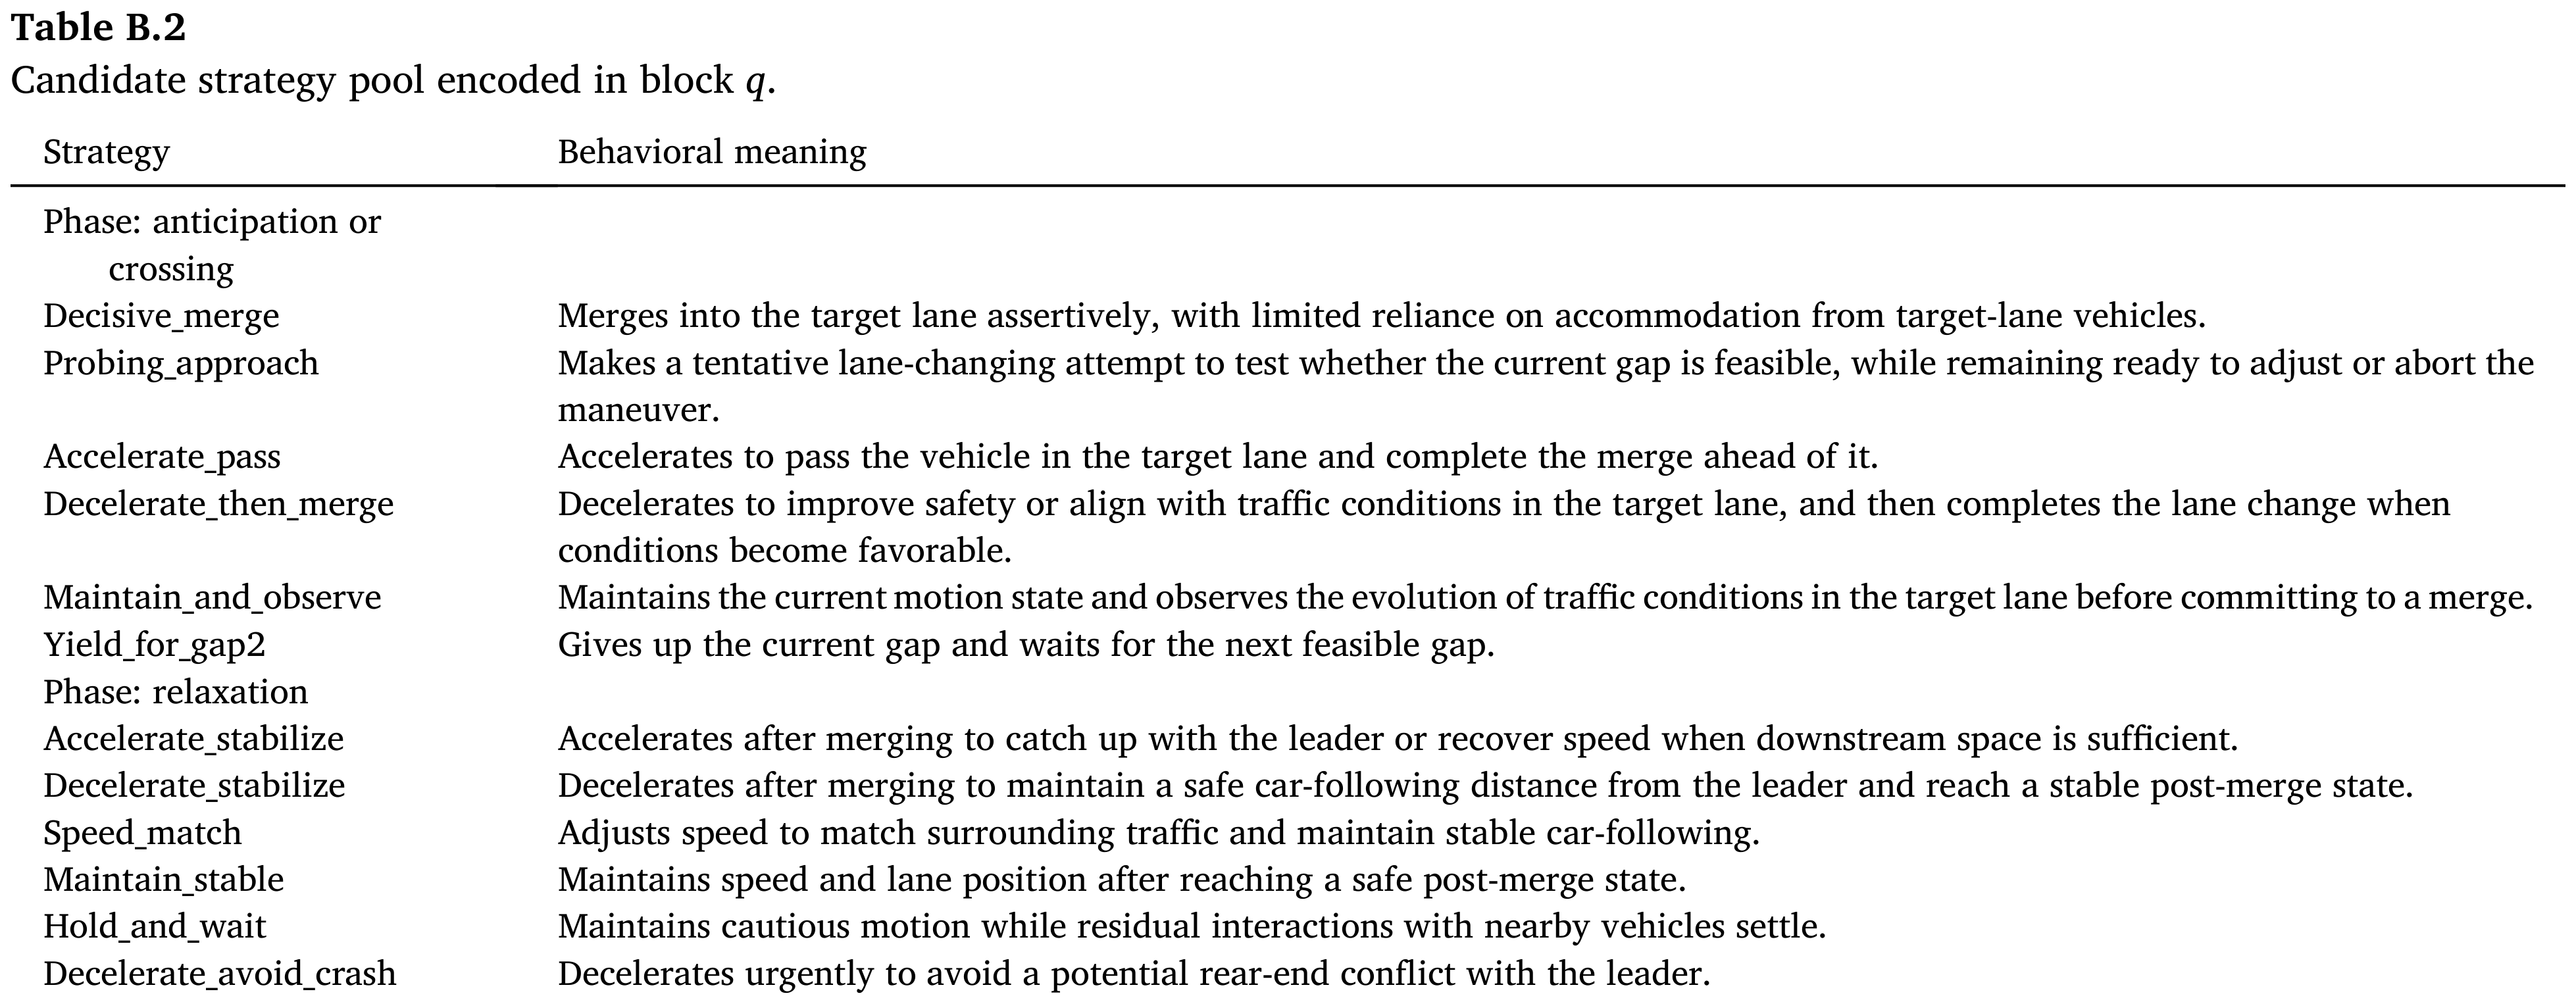 Table B.2
Candidate strategy pool encoded in block q.
Strategy Behavioral meaning
Phase: anticipation or
crossing
Decisive_merge Merges into the target lane assertively, with limited reliance on accommodation from target-lane vehicles.
Probing_approach Makes a tentative lane-changing attempt to test whether the current gap is feasible, while remaining ready to adjust or abort the
maneuver.
Accelerate_pass Accelerates to pass the vehicle in the target lane and complete the merge ahead of it.
Decelerate_then_merge Decelerates to improve safety or align with traffic conditions in the target lane, and then completes the lane change when
conditions become favorable.
Maintain_and_observe Maintains the current motion state and observes the evolution of traffic conditions in the target lane before committing to a merge.
Yield_for_gap2 Gives up the current gap and waits for the next feasible gap.
Phase: relaxation
Accelerate_stabilize Accelerates after merging to catch up with the leader or recover speed when downstream space is sufficient.
Decelerate_stabilize Decelerates after merging to maintain a safe car-following distance from the leader and reach a stable post-merge state.
Speed_match Adjusts speed to match surrounding traffic and maintain stable car-following.
Maintain_stable Maintains speed and lane position after reaching a safe post-merge state.
Hold_and_wait Maintains cautious motion while residual interactions with nearby vehicles settle.
Decelerate_avoid_crash Decelerates urgently to avoid a potential rear-end conflict with the leader.